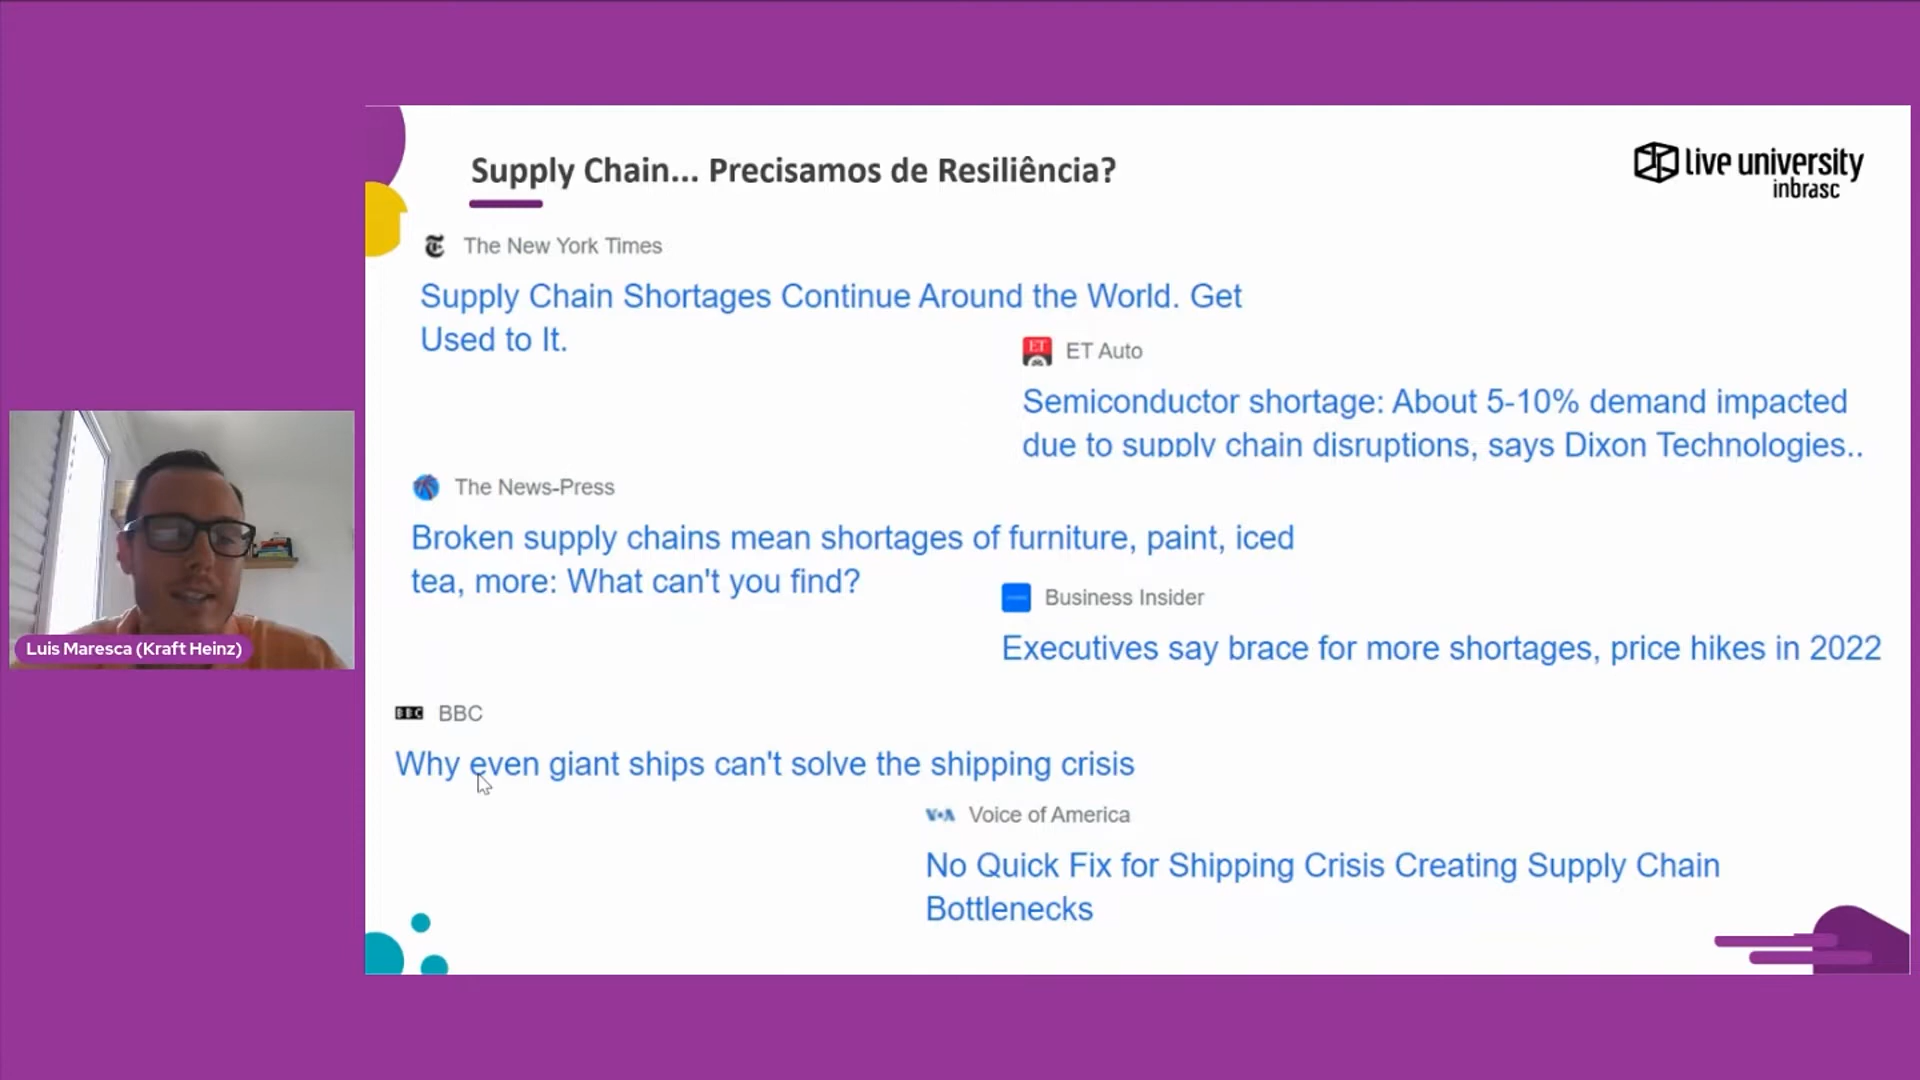 Supply Chain... Precisamos de Resiliência?
live university
inbrasc
The New York Times
Supply Chain Shortages Continue Around the World. Get
Used to It.
ET
ET Auto
Semiconductor shortage: About 5-10% demand impacted
due to supply chain disruptions, says Dixon Technologies..
The News-Press
Broken supply chains mean shortages of furniture, paint, iced
tea, more: What can't you find?
Business Insider
Executives say brace for more shortages, price hikes in 2022
Luis Maresca (Kraft Heinz)
BBC BBC
Why even giant ships can't solve the shipping crisis
VOA Voice of America
No Quick Fix for Shipping Crisis Creating Supply Chain
Bottlenecks